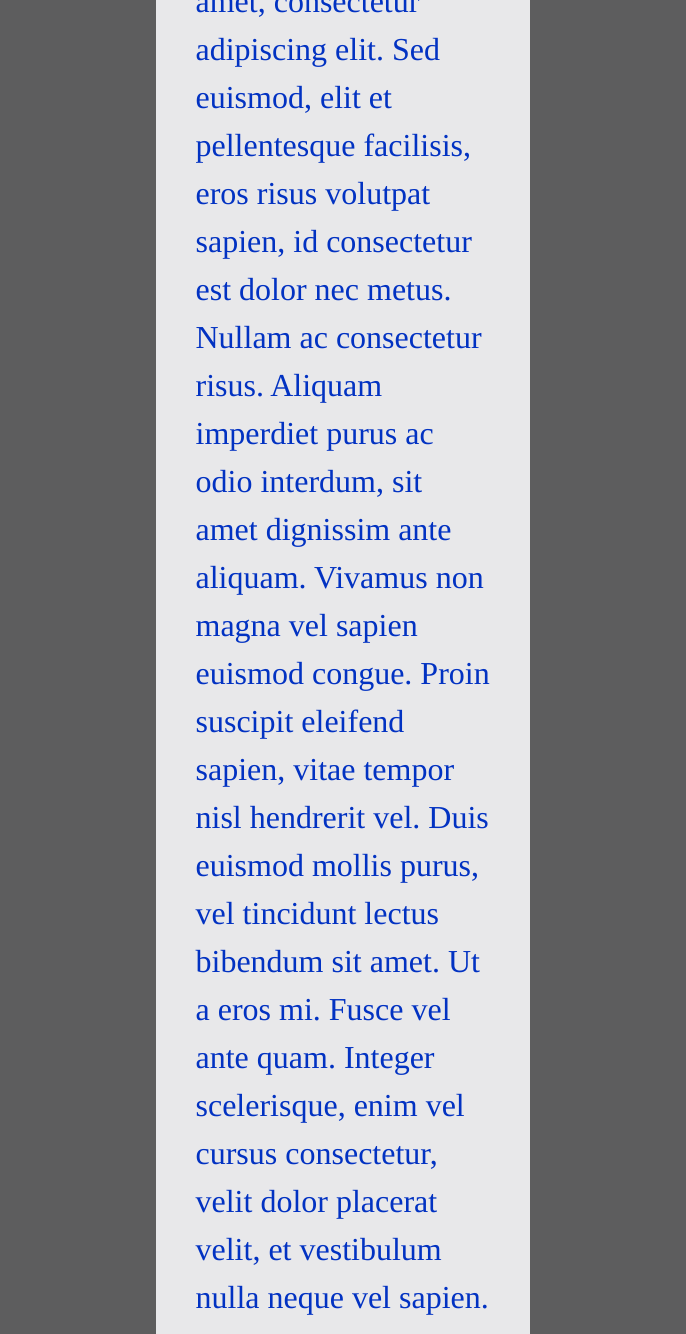 amet, consectetur
adipiscing elit. Sed
euismod, elit et
pellentesque facilisis,
eros risus volutpat
sapien, id consectetur
est dolor nec metus.
Nullam ac consectetur
risus. Aliquam
imperdiet purus ac
odio interdum, sit
amet dignissim ante
aliquam. Vivamus non
magna vel sapien
euismod congue. Proin
suscipit eleifend
sapien, vitae tempor
nisl hendrerit vel. Duis
euismod mollis purus,
vel tincidunt lectus
bibendum sit amet. Ut
a eros mi. Fusce vel
ante quam. Integer
scelerisque, enim vel
cursus consectetur,
velit dolor placerat
velit, et vestibulum
nulla neque vel sapien.